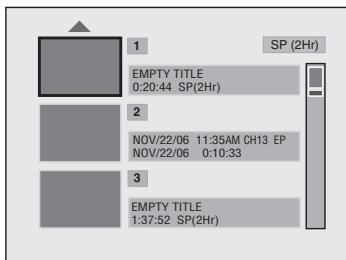 1
SP (2Hr)
EMPTY TITLE
0:20:44 SP(2Hr)
2
NOV/22/06 11:35AM CH13 EP
NOV/22/06 0:10:33
3
EMPTY TITLE
1:37:52 SP(2Hr)